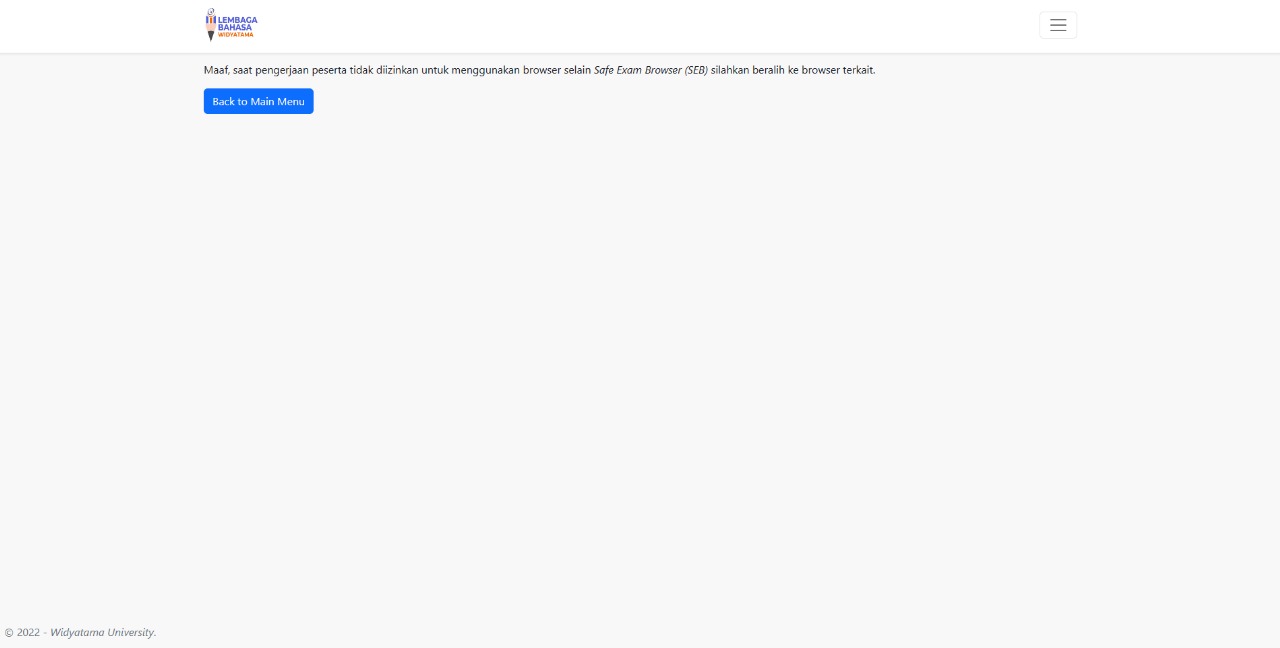 LEMBAGA
BAHASA
WIDYATAMA
Maaf, saat pengerjaan peserta tidak diizinkan untuk menggunakan browser selain Safe Exam Browser (SEB) silahkan beralih ke browser terkait.
Back to Main Menu
© 2022 - Widyatama University.